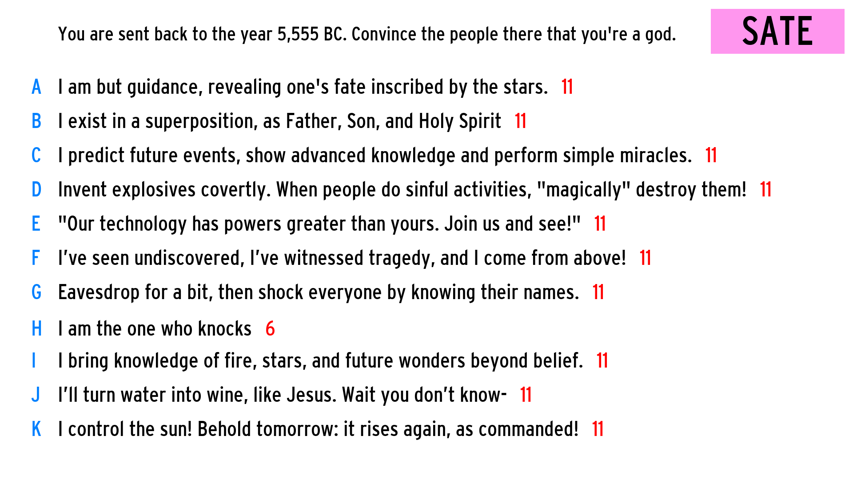 You are sent back to the year 5,555 BC. Convince the people there that you're a god.
SATE
A I am but guidance, revealing one's fate inscribed by the stars. 11
B I exist in a superposition, as Father, Son, and Holy Spirit 11
C I predict future events, show advanced knowledge and perform simple miracles. 11
D Invent explosives covertly. When people do sinful activities, "magically" destroy them! 11
E "Our technology has powers greater than yours. Join us and see!" 11
F I’ve seen undiscovered, I’ve witnessed tragedy, and I come from above! 11
G Eavesdrop for a bit, then shock everyone by knowing their names. 11
H I am the one who knocks 6
I I bring knowledge of fire, stars, and future wonders beyond belief. 11
J I’ll turn water into wine, like Jesus. Wait you don’t know- 11
K I control the sun! Behold tomorrow: it rises again, as commanded! 11